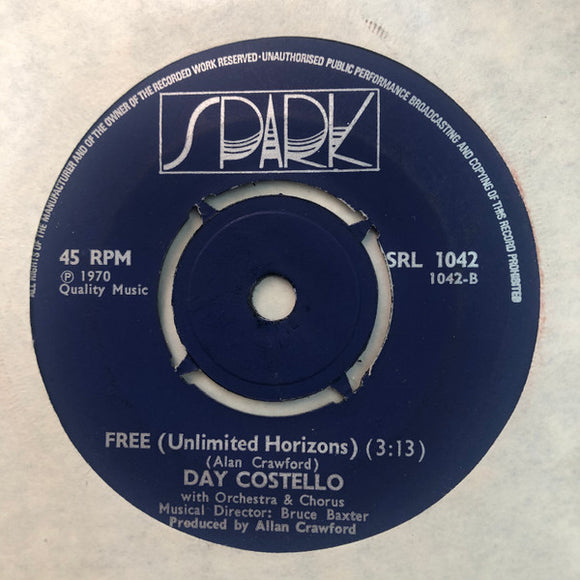 ALL RIGHTS OF THE MANUFACTURER AND OF THE OWNER OF THE RECORDED WORK RESERVED · UNAUTHORISED PUBLIC PERFORMANCE BROADCASTING AND COPYING OF THIS RECORD PROHIBITED
SPARK
45 RPM
℗ 1970
Quality Music
SRL 1042
1042-B
FREE (Unlimited Horizons) (3:13)
(Alan Crawford)
DAY COSTELLO
with Orchestra & Chorus
Musical Director: Bruce Baxter
Produced by Allan Crawford